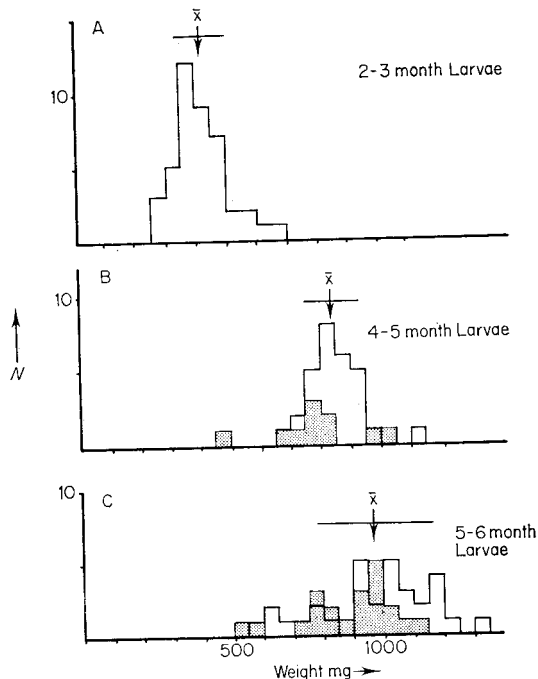 A
x̄
2-3 month Larvae
10
B
x̄
10
4-5 month Larvae
N
C
x̄
10
5-6 month
Larvae
500
1000
Weight mg→